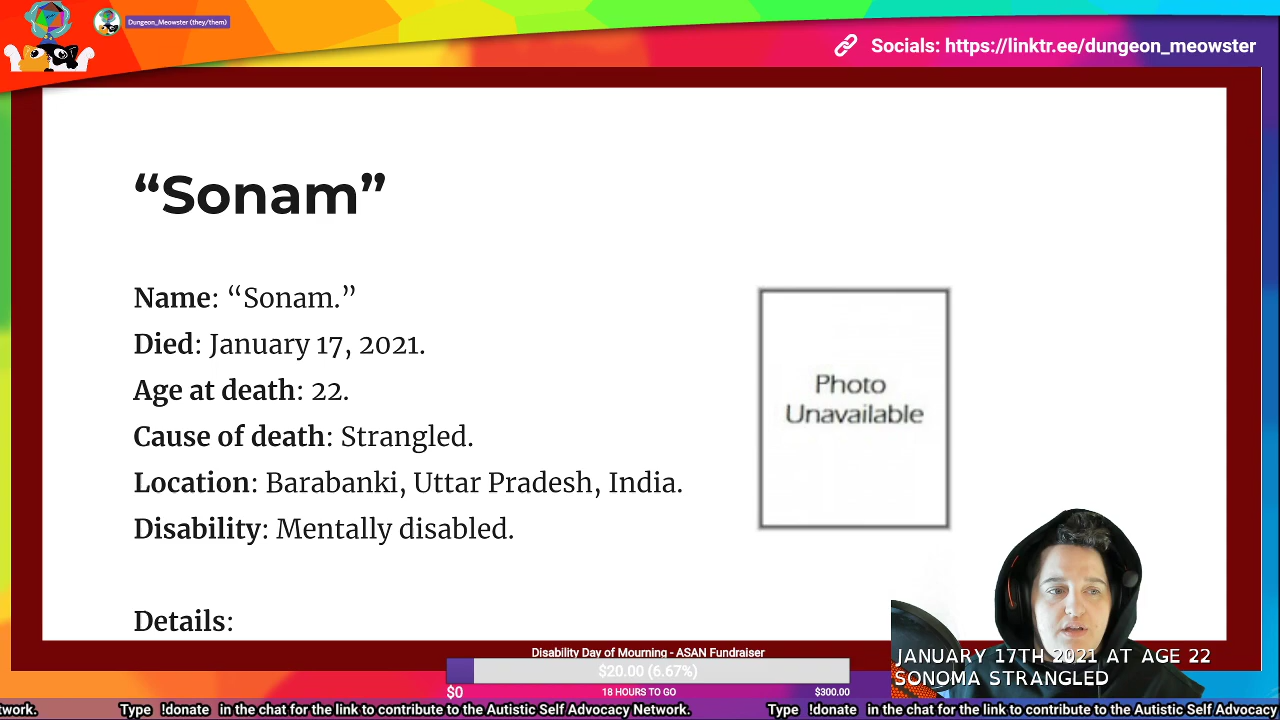 Dungeon_Meowster (they/them)
Socials: https://linktr.ee/dungeon_meowster
“Sonam”
Name: “Sonam.”
Died: January 17, 2021.
Age at death: 22.
Cause of death: Strangled.
Location: Barabanki, Uttar Pradesh, India.
Disability: Mentally disabled.
Details:
Photo
Unavailable
JANUARY 17TH 2021 AT AGE 22
SONOMA STRANGLED
Disability Day of Mourning - ASAN Fundraiser
$20.00 (6.67%)
$0 18 HOURS TO GO $300.00
twork. Type !donate in the chat for the link to contribute to the Autistic Self Advocacy Network. Type !donate in the chat for the link to contribute to the Autistic Self Advocacy